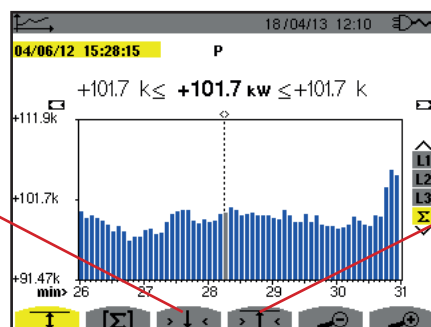 18/04/13 12:10
04/06/12 15:28:15 P
+101.7 k≤ +101.7 kW ≤+101.7 k
+111.9k
L1
L2
+101.7k
L3
Σ
+91.47k
min> 26 27 28 29 30 31
[Σ] >↓< >↑<